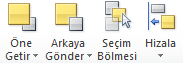 Öne Arkaya Seçim Hizala
Getir Gönder Bölmesi